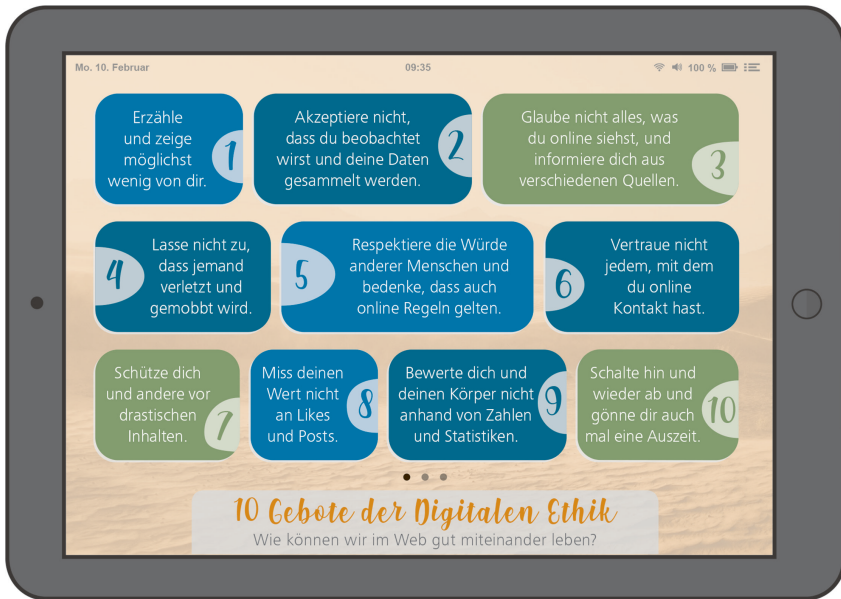 Mo. 10. Februar
09:35
100 %
Erzähle
und zeige
möglichst
wenig von dir.
1
Akzeptiere nicht,
dass du beobachtet
wirst und deine Daten
gesammelt werden.
2
Glaube nicht alles, was
du online siehst, und
informiere dich aus
verschiedenen Quellen.
3
4
Lasse nicht zu,
dass jemand
verletzt und
gemobbt wird.
5
Respektiere die Würde
anderer Menschen und
bedenke, dass auch
online Regeln gelten.
6
Vertraue nicht
jedem, mit dem
du online
Kontakt hast.
Schütze dich
und andere vor
drastischen
Inhalten.
7
Miss deinen
Wert nicht
an Likes
und Posts.
8
Bewerte dich und
deinen Körper nicht
anhand von Zahlen
und Statistiken.
9
Schalte hin und
wieder ab und
gönne dir auch
mal eine Auszeit.
10
10 Gebote der Digitalen Ethik
Wie können wir im Web gut miteinander leben?